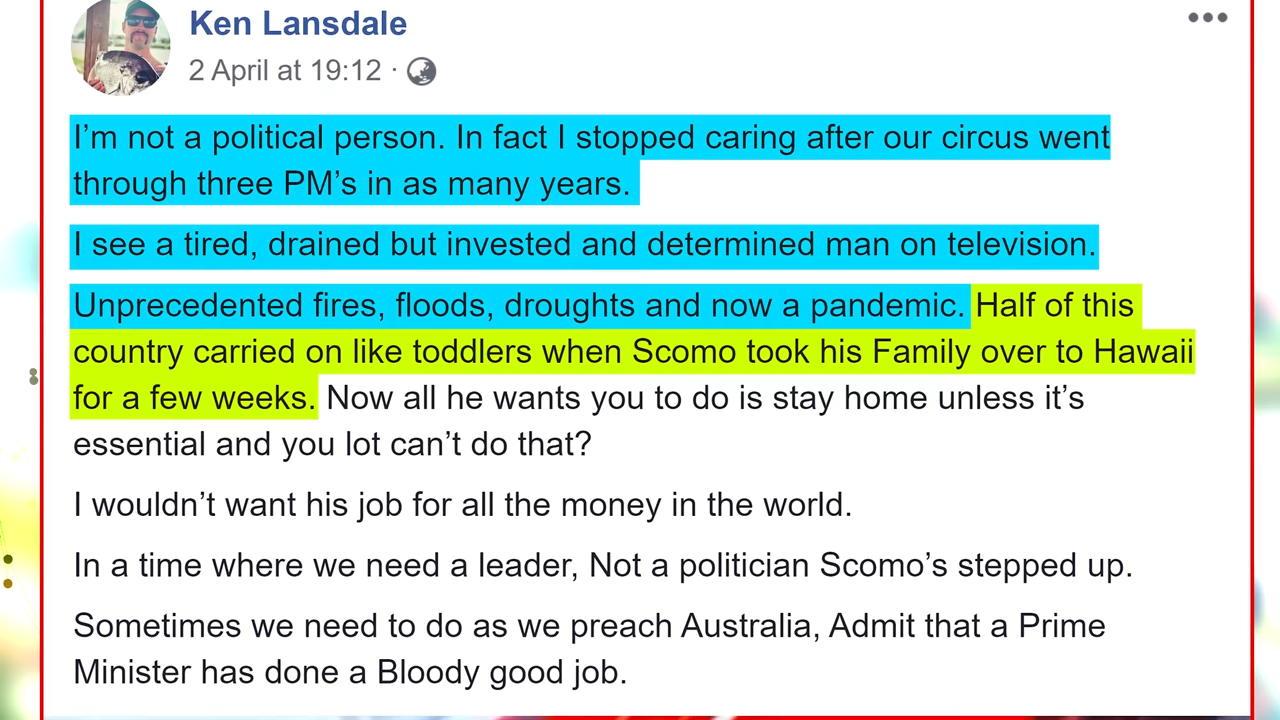 Ken Lansdale
2 April at 19:12 ·
I’m not a political person. In fact I stopped caring after our circus went
through three PM’s in as many years.
I see a tired, drained but invested and determined man on television.
Unprecedented fires, floods, droughts and now a pandemic. Half of this
country carried on like toddlers when Scomo took his Family over to Hawaii
for a few weeks. Now all he wants you to do is stay home unless it’s
essential and you lot can’t do that?
I wouldn’t want his job for all the money in the world.
In a time where we need a leader, Not a politician Scomo’s stepped up.
Sometimes we need to do as we preach Australia, Admit that a Prime
Minister has done a Bloody good job.